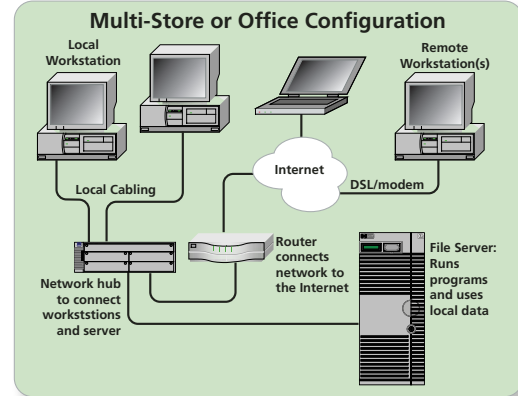 Multi-Store or Office Configuration
Local
Workstation
Remote
Workstation(s)
Internet
DSL/modem
Local Cabling
Router
connects
network to
the Internet
File Server:
Runs
programs
and uses
local data
Network hub
to connect
workststions
and server